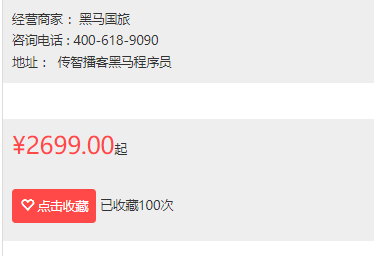 经营商家 ： 黑马国旅
咨询电话 : 400-618-9090
地址 ： 传智播客黑马程序员
¥2699.00起
点击收藏 已收藏100次